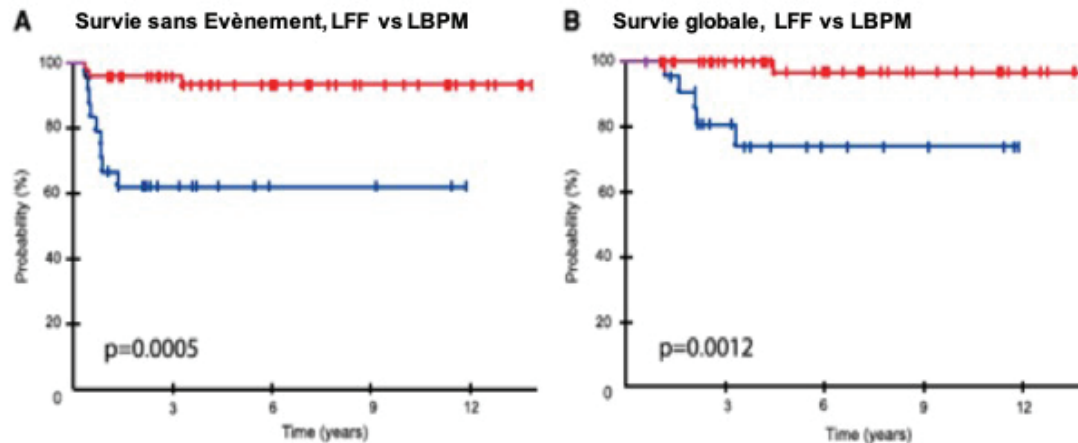 A Survie sans Evènement, LFF vs LBPM
Probability (%)
100
80
60
40
20
0
p=0.0005
3 6 9 12
Time (years)
B Survie globale, LFF vs LBPM
Probability (%)
100
80
60
40
20
0
p=0.0012
3 6 9 12
Time (years)